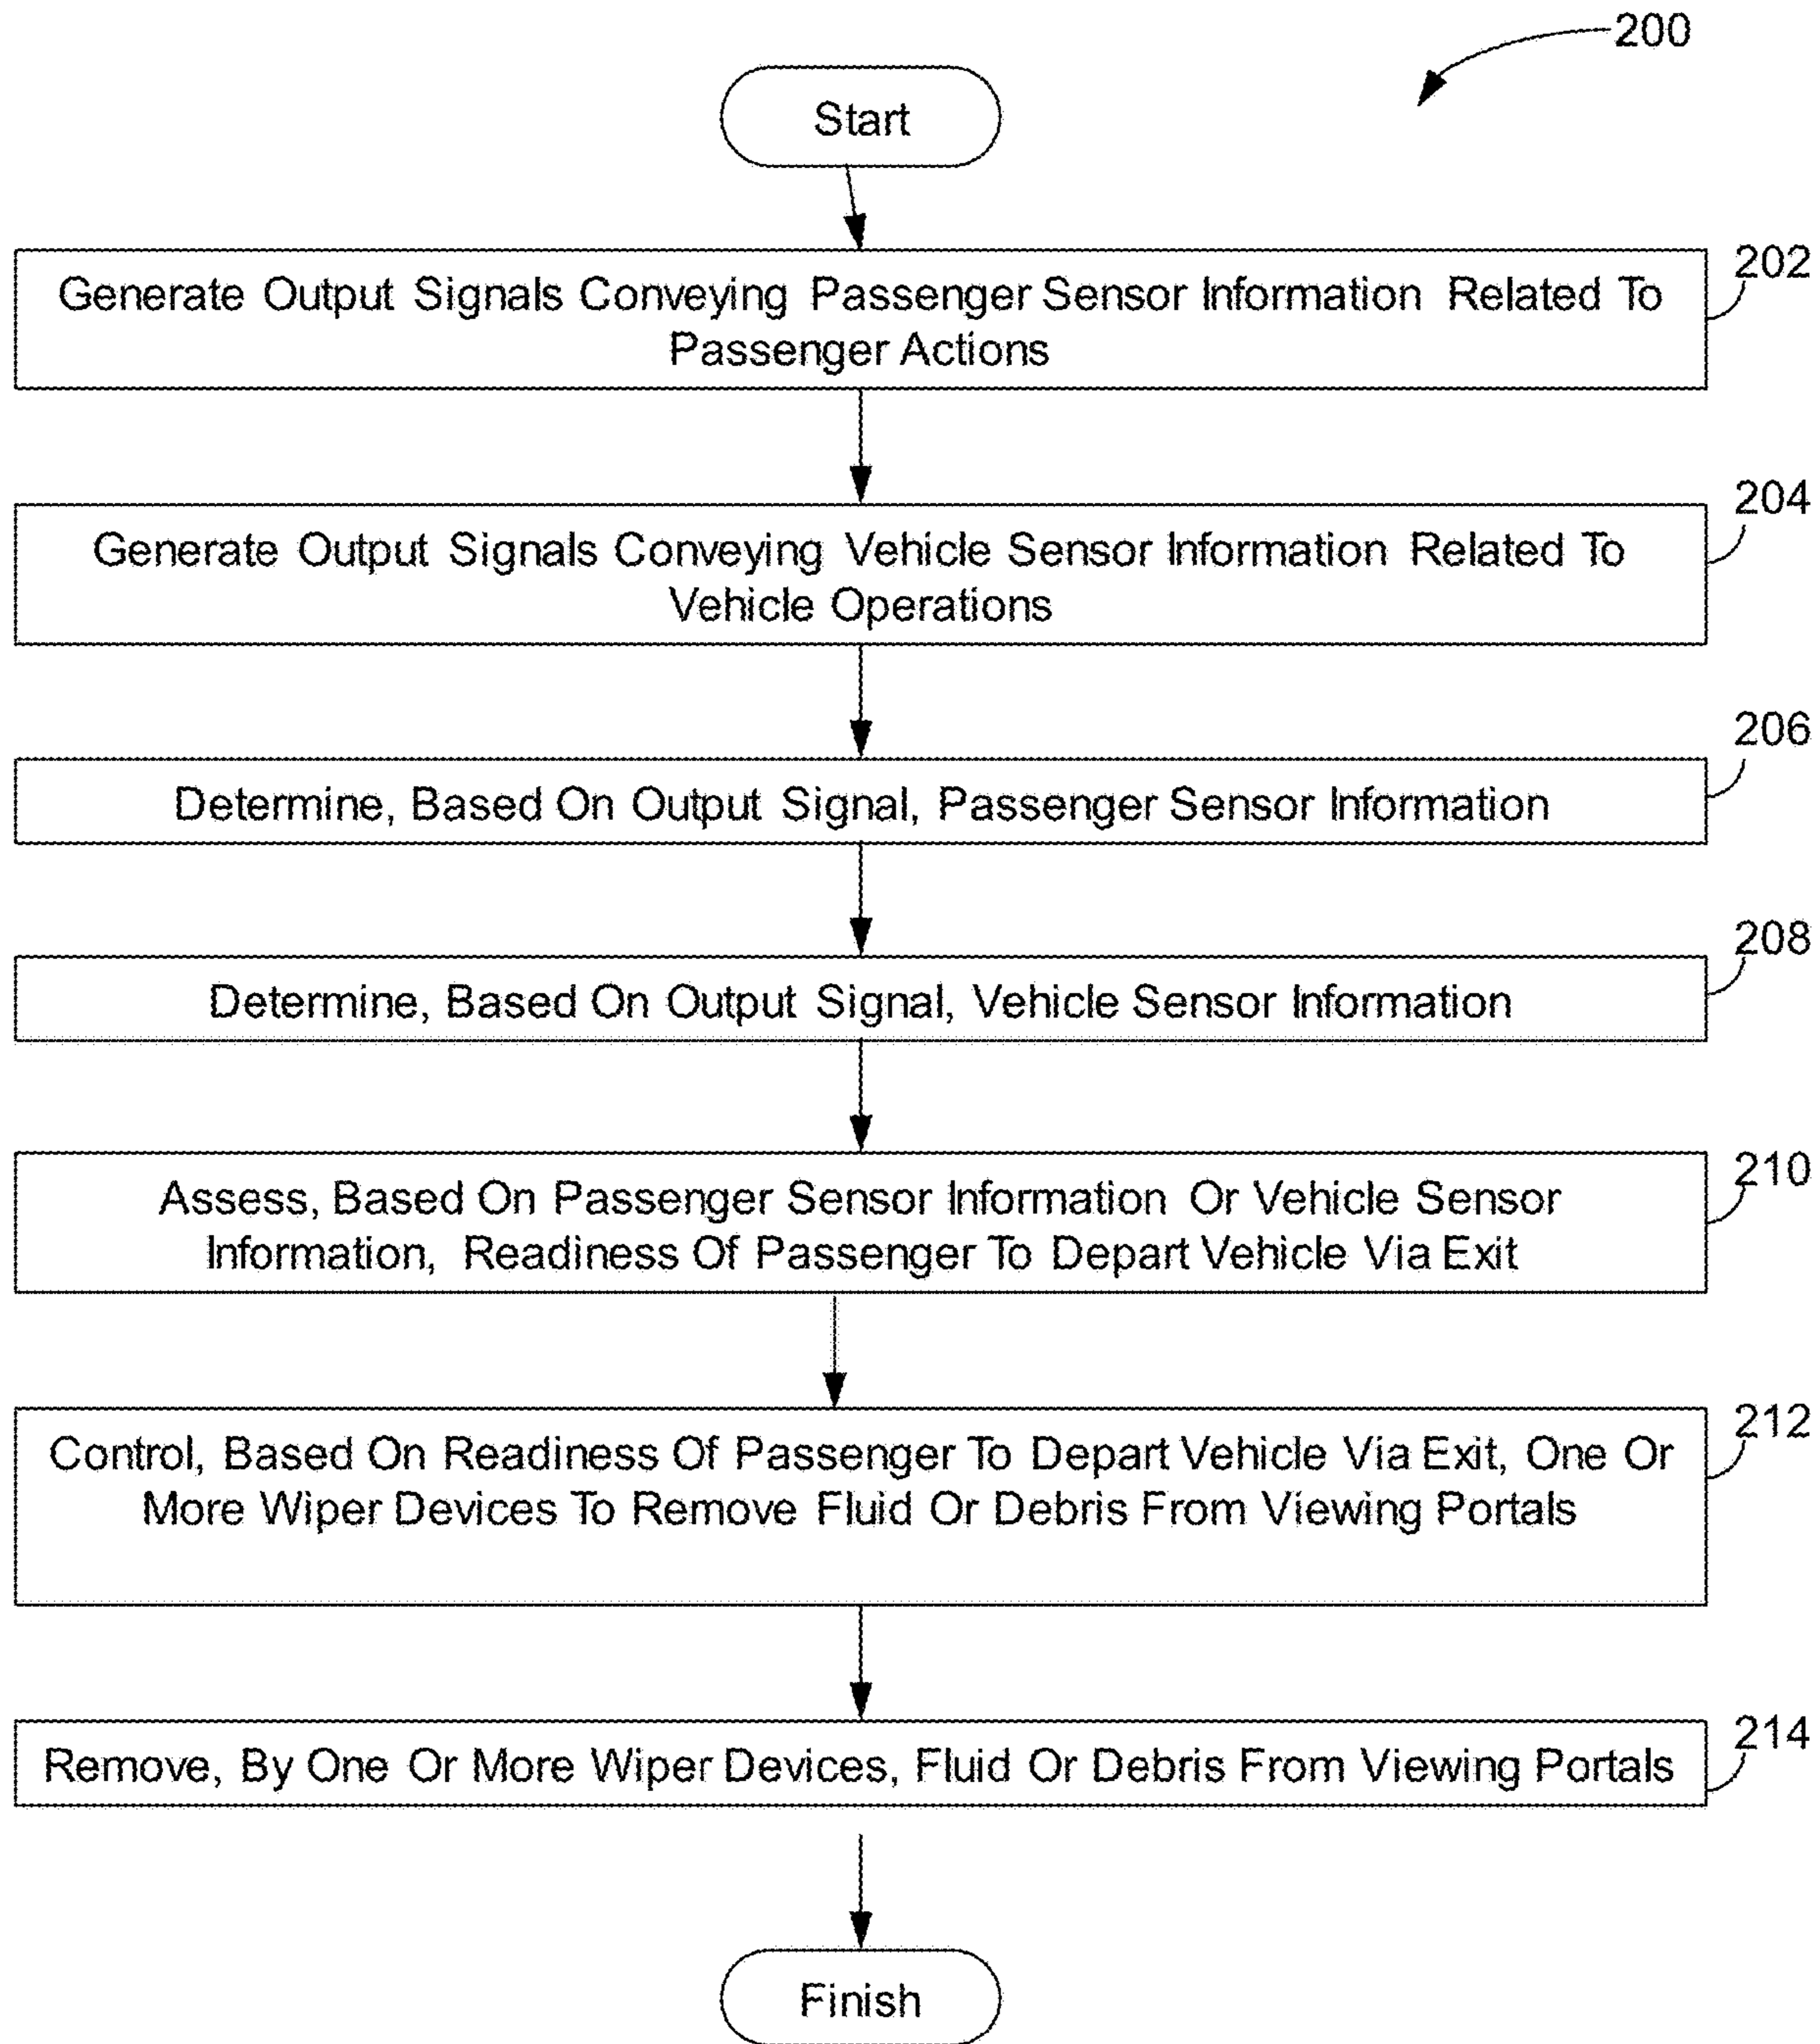 200
Start
202
Generate Output Signals Conveying Passenger Sensor Information Related To
Passenger Actions
204
Generate Output Signals Conveying Vehicle Sensor Information Related To
Vehicle Operations
206
Determine, Based On Output Signal, Passenger Sensor Information
208
Determine, Based On Output Signal, Vehicle Sensor Information
210
Assess, Based On Passenger Sensor Information Or Vehicle Sensor
Information, Readiness Of Passenger To Depart Vehicle Via Exit
212
Control, Based On Readiness Of Passenger To Depart Vehicle Via Exit, One Or
More Wiper Devices To Remove Fluid Or Debris From Viewing Portals
214
Remove, By One Or More Wiper Devices, Fluid Or Debris From Viewing Portals
Finish